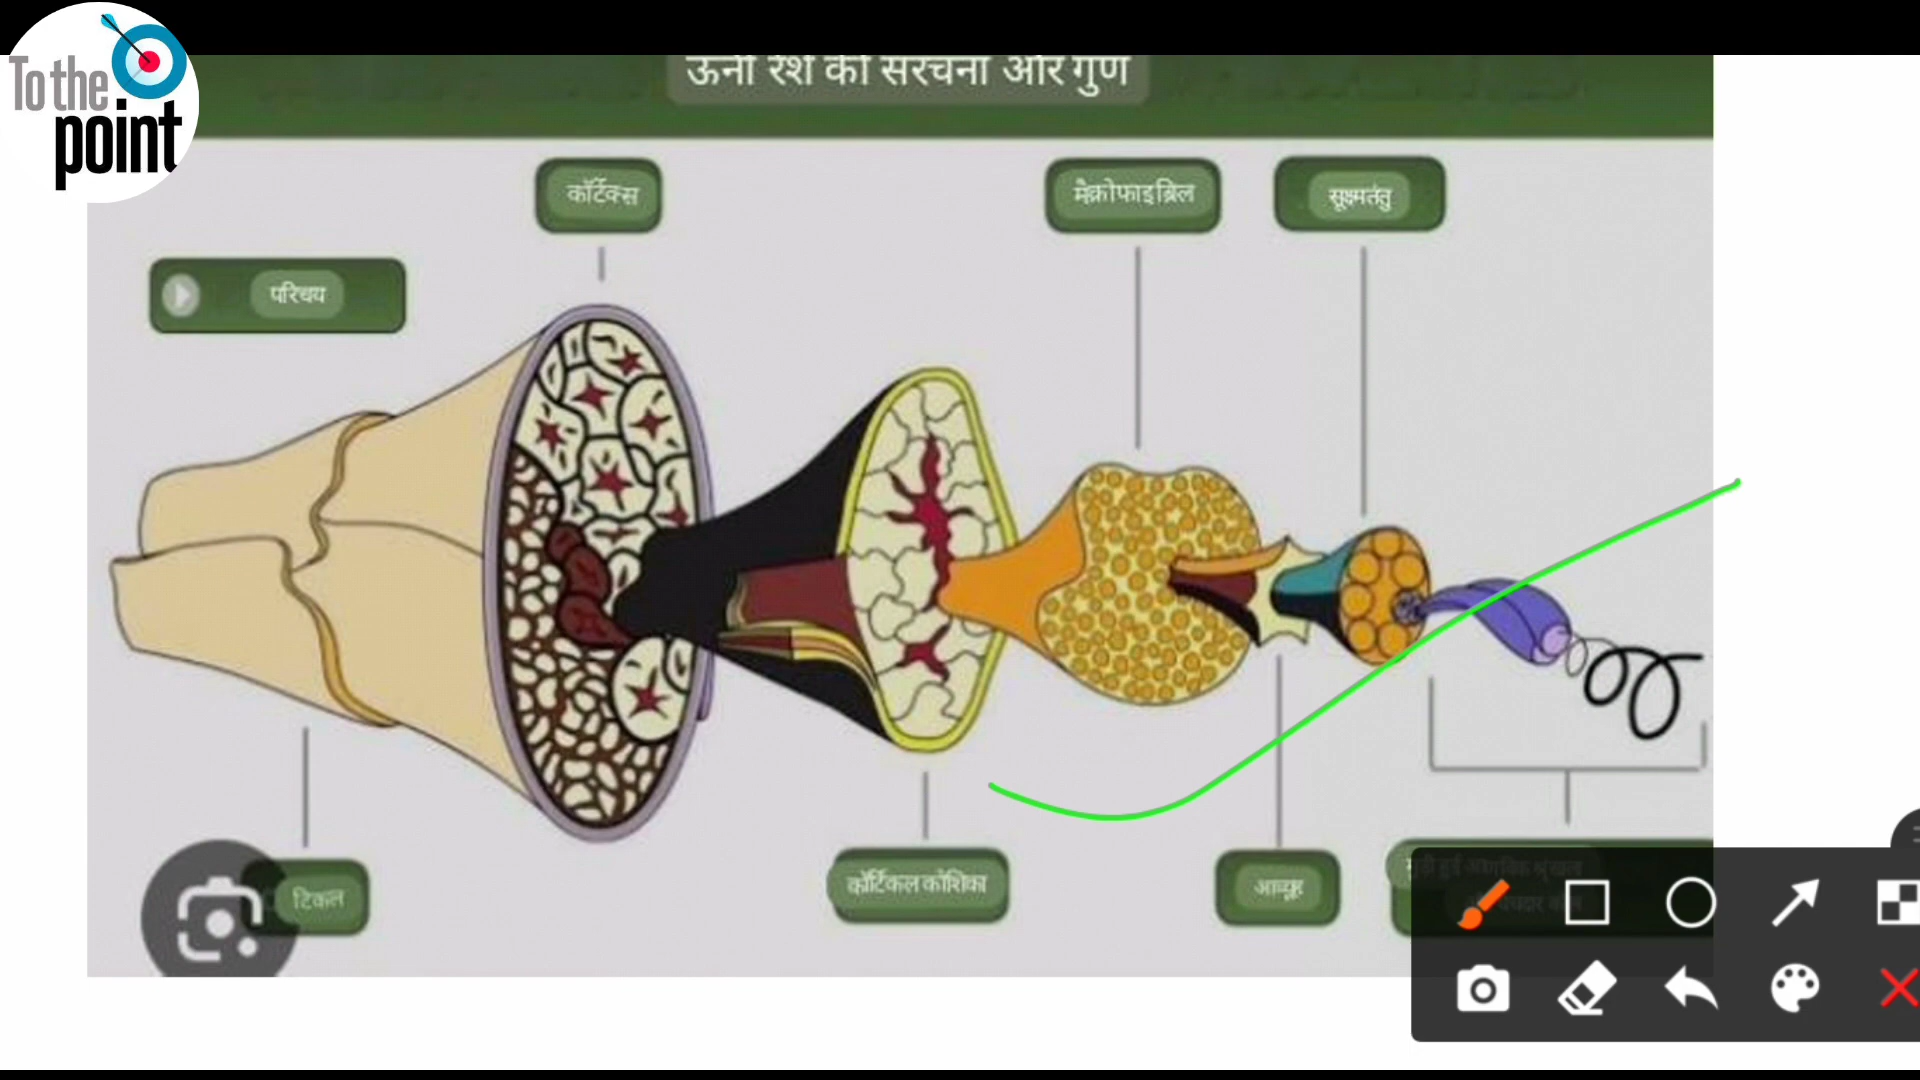 To the
point
ऊनी रेशे की संरचना और गुण
कॉर्टेक्स
मैक्रोफाइब्रिल
सूक्ष्मतंतु
परिचय
टिकल
कॉर्टिकल कोशिका
आव्यूह